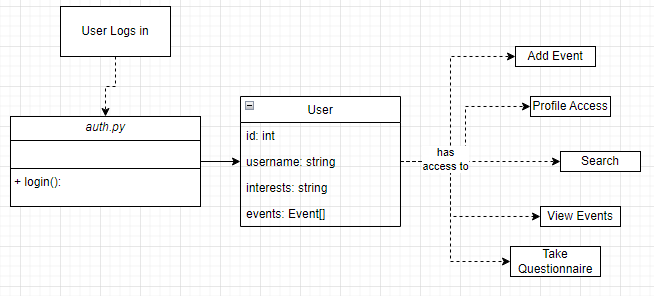 User Logs in
auth.py
+ login():
User
id: int
username: string
interests: string
events: Event[]
has
access to
Add Event
Profile Access
Search
View Events
Take
Questionnaire